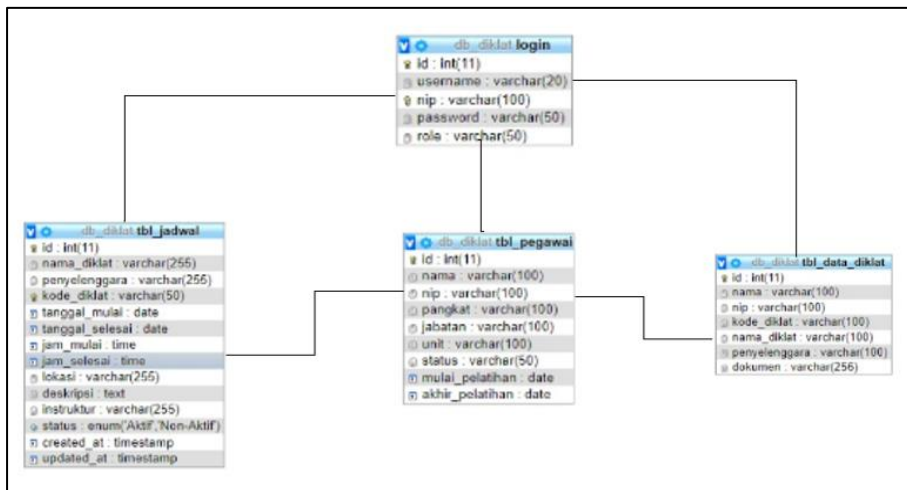 db_diklat login
id : int(11)
username : varchar(20)
nip : varchar(100)
password : varchar(50)
role : varchar(50)
db_diklat tbl_jadwal
id : int(11)
nama_diklat : varchar(255)
penyelenggara : varchar(255)
kode_diklat : varchar(50)
tanggal_mulai : date
tanggal_selesai : date
jam_mulai : time
jam_selesai : time
lokasi : varchar(255)
deskripsi : text
instruktur : varchar(255)
status : enum('Aktif','Non-Aktif')
created_at : timestamp
updated_at : timestamp
db_diklat tbl_pegawai
id : int(11)
nama : varchar(100)
nip : varchar(100)
pangkat : varchar(100)
jabatan : varchar(100)
unit : varchar(100)
status : varchar(50)
mulai_pelatihan : date
akhir_pelatihan : date
db_diklat tbl_data_diklat
id : int(11)
nama : varchar(100)
nip : varchar(100)
kode_diklat : varchar(100)
nama_diklat : varchar(100)
penyelenggara : varchar(100)
dokumen : varchar(256)